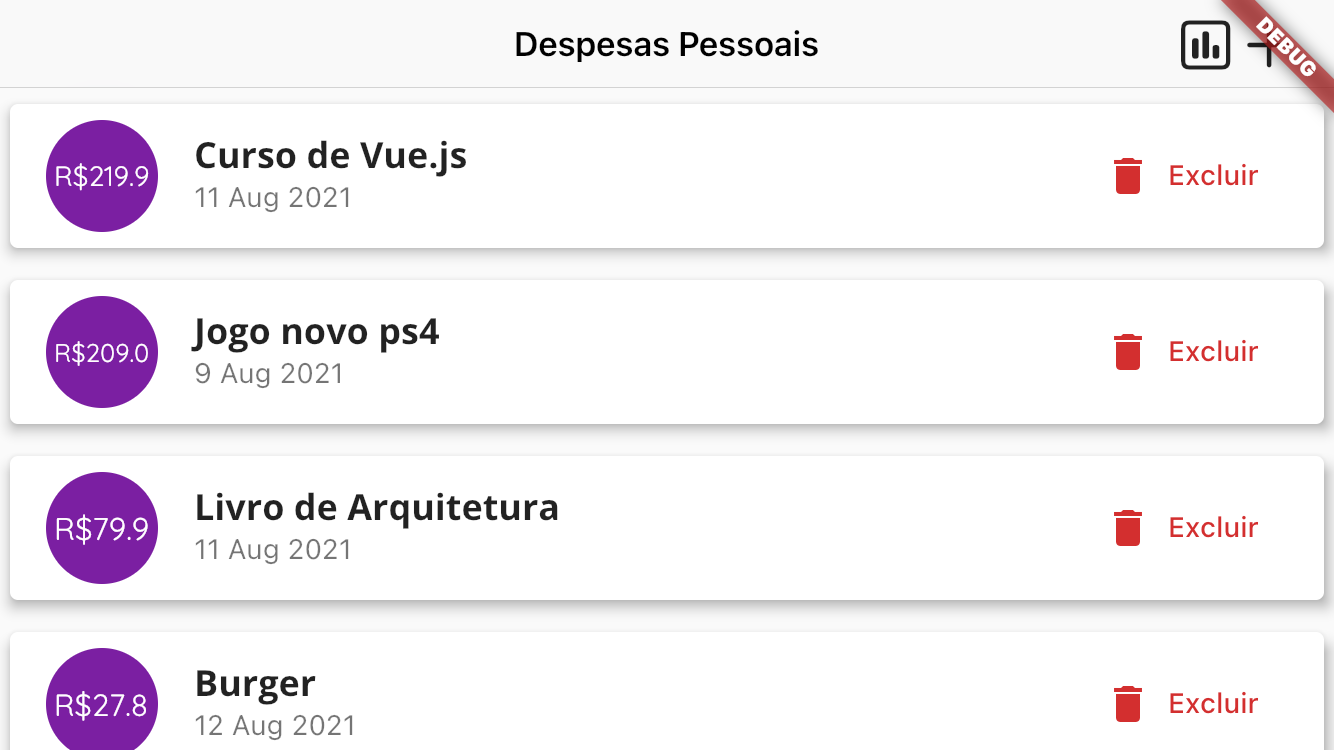 Despesas Pessoais
DEBUG
R$219.9
Curso de Vue.js
11 Aug 2021
Excluir
R$209.0
Jogo novo ps4
9 Aug 2021
Excluir
R$79.9
Livro de Arquitetura
11 Aug 2021
Excluir
R$27.8
Burger
12 Aug 2021
Excluir